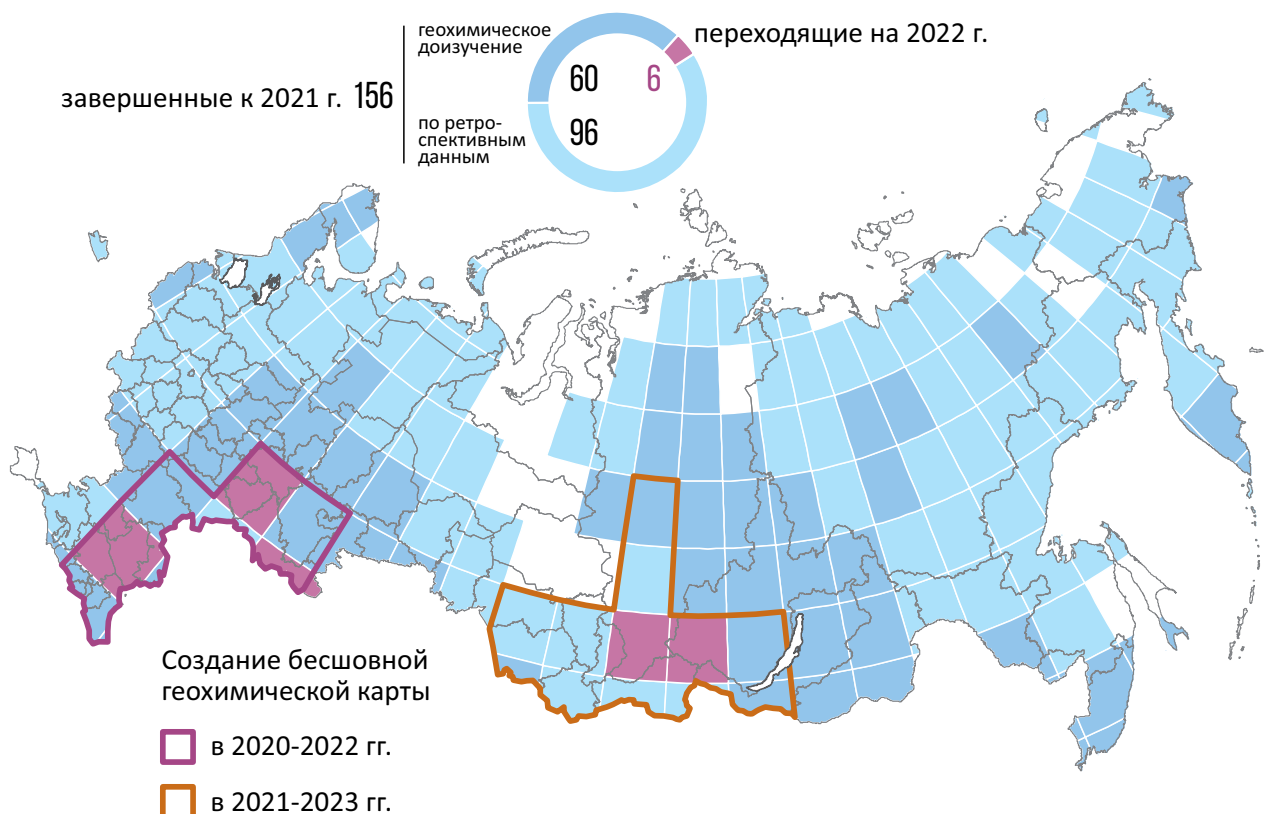 геохимическое
доизучение
переходящие на 2022 г.
60
6
завершенные к 2021 г. 156
по ретро-
спективным
данным
96
Создание бесшовной
геохимической карты
в 2020-2022 гг.
в 2021-2023 гг.